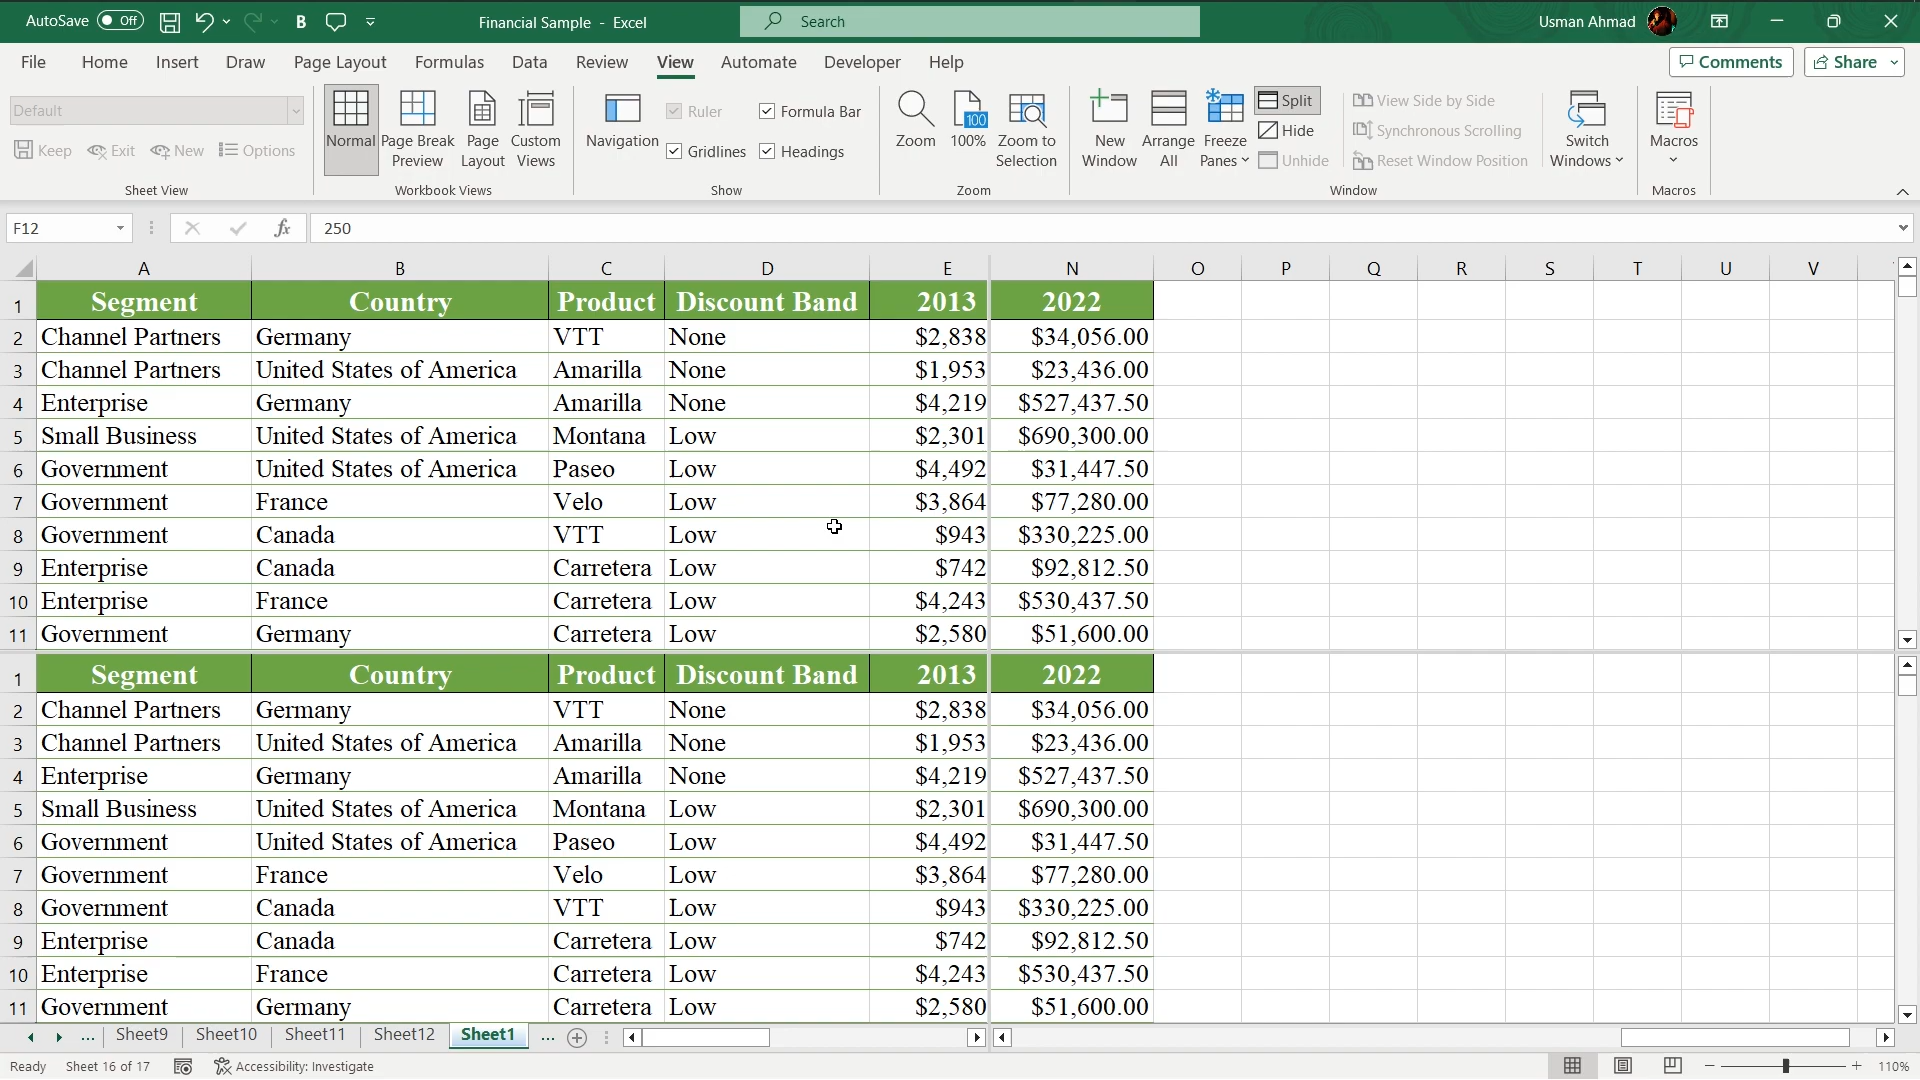 AutoSave Off B Financial Sample - Excel Search Usman Ahmad
File Home Insert Draw Page Layout Formulas Data Review View Automate Developer Help Comments Share
Default
Keep Exit New Options
Sheet View
Normal Page Break Preview Page Layout Custom Views
Workbook Views
Navigation Ruler Formula Bar
Gridlines Headings
Show
Zoom 100 100% Zoom to Selection
Zoom
New Window Arrange All Freeze Panes Split
Hide
Unhide
View Side by Side
Synchronous Scrolling
Reset Window Position
Switch Windows
Window
Macros
Macros
F12 fx 250
A B C D E N O P Q R S T U V
1 Segment Country Product Discount Band 2013 2022
2 Channel Partners Germany VTT None $2,838 $34,056.00
3 Channel Partners United States of America Amarilla None $1,953 $23,436.00
4 Enterprise Germany Amarilla None $4,219 $527,437.50
5 Small Business United States of America Montana Low $2,301 $690,300.00
6 Government United States of America Paseo Low $4,492 $31,447.50
7 Government France Velo Low $3,864 $77,280.00
8 Government Canada VTT Low $943 $330,225.00
9 Enterprise Canada Carretera Low $742 $92,812.50
10 Enterprise France Carretera Low $4,243 $530,437.50
11 Government Germany Carretera Low $2,580 $51,600.00
1 Segment Country Product Discount Band 2013 2022
2 Channel Partners Germany VTT None $2,838 $34,056.00
3 Channel Partners United States of America Amarilla None $1,953 $23,436.00
4 Enterprise Germany Amarilla None $4,219 $527,437.50
5 Small Business United States of America Montana Low $2,301 $690,300.00
6 Government United States of America Paseo Low $4,492 $31,447.50
7 Government France Velo Low $3,864 $77,280.00
8 Government Canada VTT Low $943 $330,225.00
9 Enterprise Canada Carretera Low $742 $92,812.50
10 Enterprise France Carretera Low $4,243 $530,437.50
11 Government Germany Carretera Low $2,580 $51,600.00
... Sheet9 Sheet10 Sheet11 Sheet12 Sheet1 ...
Ready Sheet 16 of 17 Accessibility: Investigate 110%